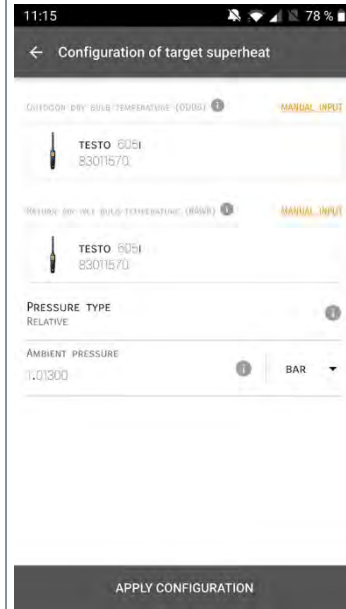 11:15
78 %
Configuration of target superheat
OUTDOOR DRY BULB TEMPERATURE (ODDB)
MANUAL INPUT
TESTO 605I
83011570
RETURN AIR WET BULB TEMPERATURE (RAWB)
MANUAL INPUT
TESTO 605I
83011570
PRESSURE TYPE
RELATIVE
AMBIENT PRESSURE
1.01300
BAR
APPLY CONFIGURATION